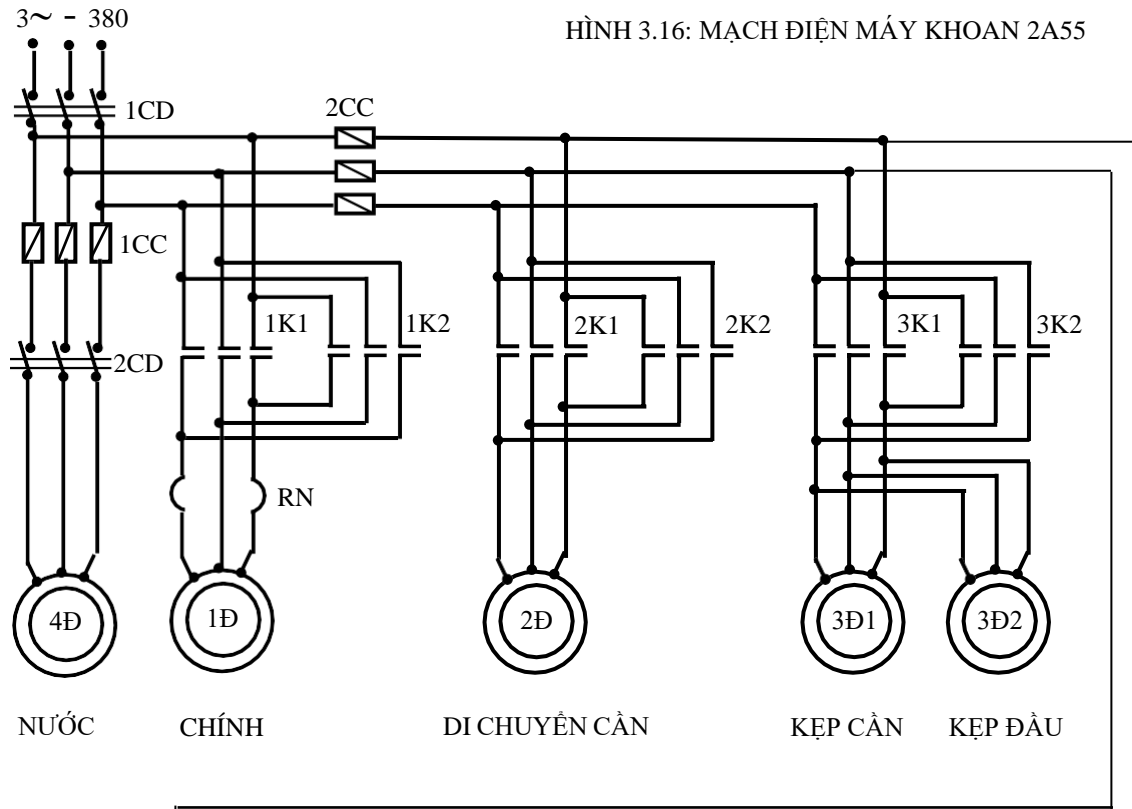 3∼ - 380
HÌNH 3.16: MẠCH ĐIỆN MÁY KHOAN 2A55
1CD
2CC
1CC
1K1
1K2
2K1
2K2
3K1
3K2
2CD
RN
4Đ
1Đ
2Đ
3Đ1
3Đ2
NƯỚC
CHÍNH
DI CHUYỂN CẦN
KẸP CẦN
KẸP ĐẦU